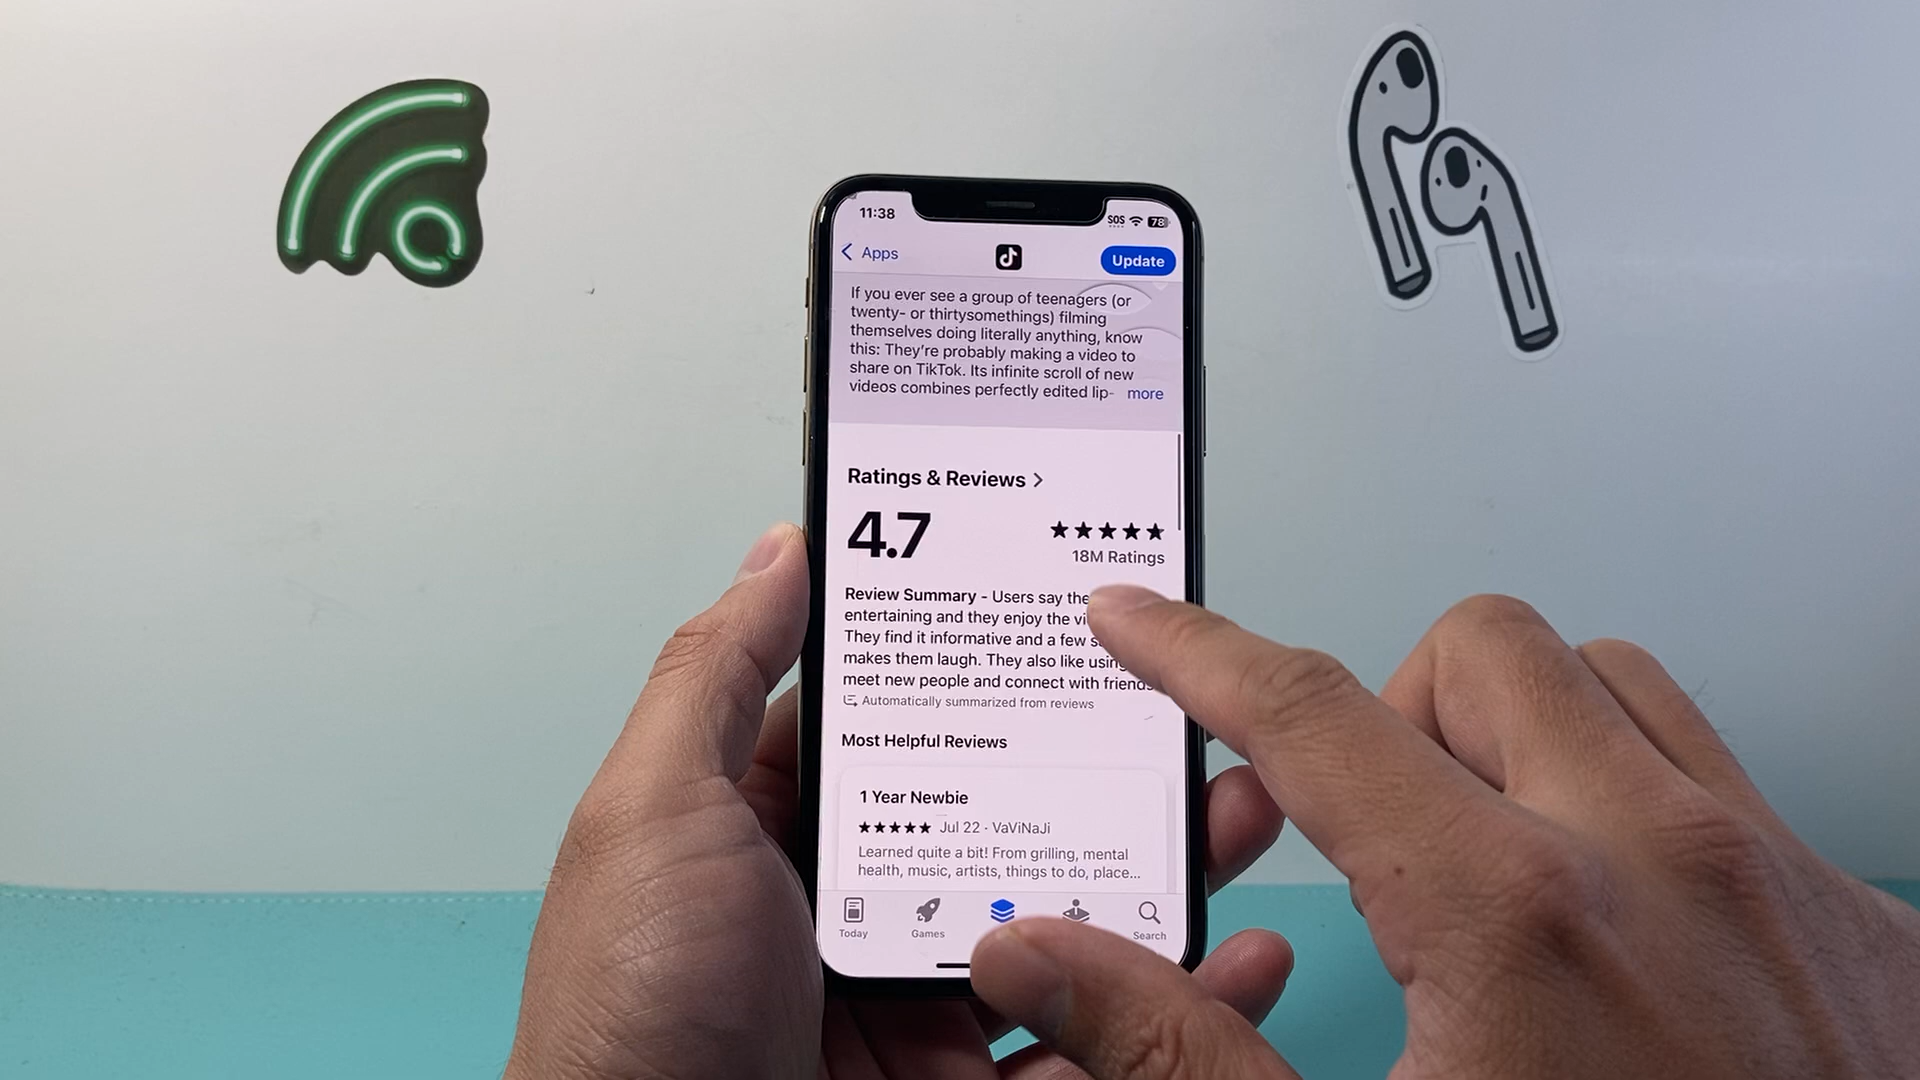 11:38
SOS
78
Apps
Update
If you ever see a group of teenagers (or
twenty- or thirtysomethings) filming
themselves doing literally anything, know
this: They're probably making a video to
share on TikTok. Its infinite scroll of new
videos combines perfectly edited lip- more
Ratings & Reviews
4.7
18M Ratings
Review Summary - Users say the
entertaining and they enjoy the
They find it informative and a few
makes them laugh. They also like using
meet new people and connect with friends
Automatically summarized from reviews
Most Helpful Reviews
1 Year Newbie
Jul 22 · VaViNaJi
Learned quite a bit! From grilling, mental
health, music, artists, things to do, place...
Today
Games
Search